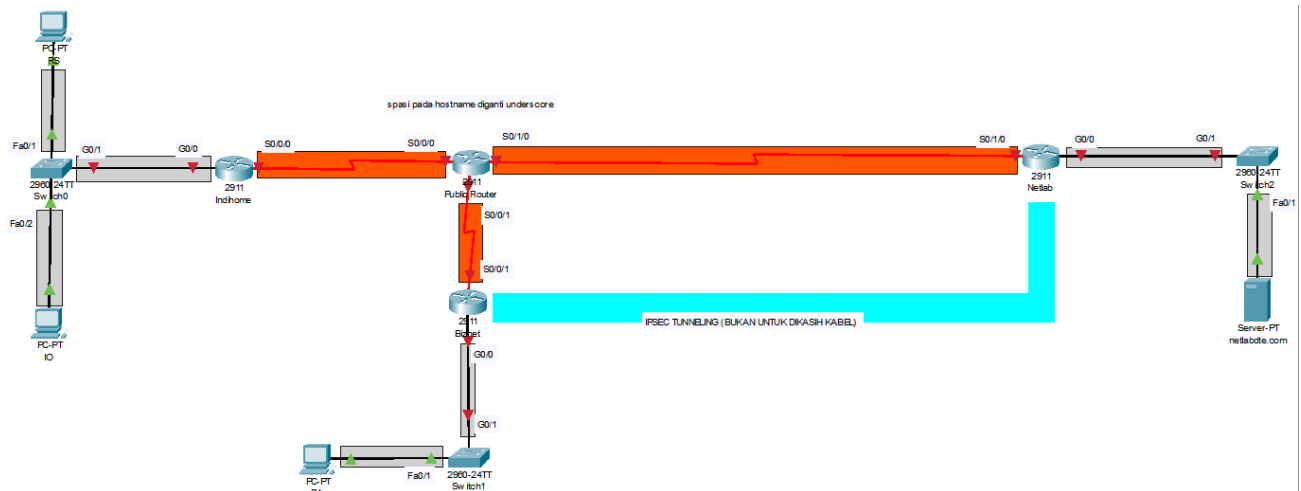 PC-PT
PS
spasi pada hostname diganti underscore
Fa0/1
G0/1
G0/0
S0/0/0
S0/0/0
S0/1/0
S0/1/0
G0/0
G0/1
2960-24TT
Switch0
2911
Indihome
2911
Public Router
2911
Netlab
2960-24TT
Switch2
Fa0/2
S0/0/1
Fa0/1
S0/0/1
2911
Biznet
IPSEC TUNNELING (BUKAN UNTUK DIKASIH KABEL)
PC-PT
IO
Server-PT
netlabdte.com
G0/0
G0/1
Fa0/1
2960-24TT
Switch1
PC-PT